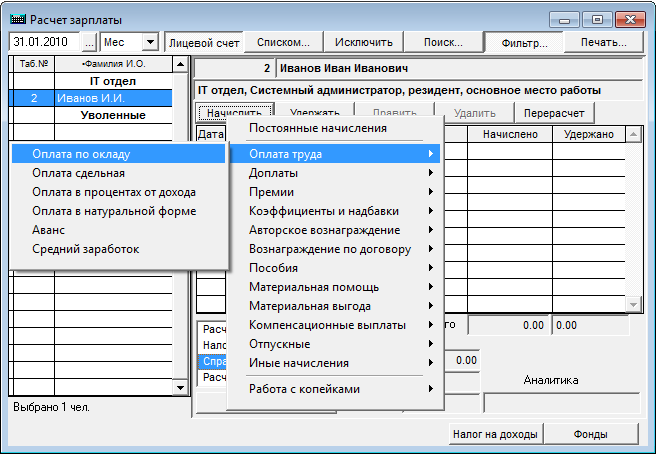 Расчет зарплаты
31.01.2010 ... Мес Лицевой счет Списком... Исключить Поиск... Фильтр... Печать...
Таб.№ •Фамилия И.О.
2 Иванов Иван Иванович
IT отдел
IT отдел, Системный администратор, резидент, основное место работы
2 Иванов И.И.
Уволенные
Начислить Удержать Править Удалить Перерасчет
Дата Начислено Удержано
Постоянные начисления
Оплата труда
Доплаты
Премии
Коэффициенты и надбавки
Авторское вознаграждение
Вознаграждение по договору
Пособия
Материальная помощь
Материальная выгода
Компенсационные выплаты
Отпускные
Иные начисления
Работа с копейками
Оплата по окладу
Оплата сдельная
Оплата в процентах от дохода
Оплата в натуральной форме
Аванс
Средний заработок
Расч
Нало
Спра
Расч
го 0.00 0.00
0.00
Аналитика
Выбрано 1 чел.
Налог на доходы Фонды